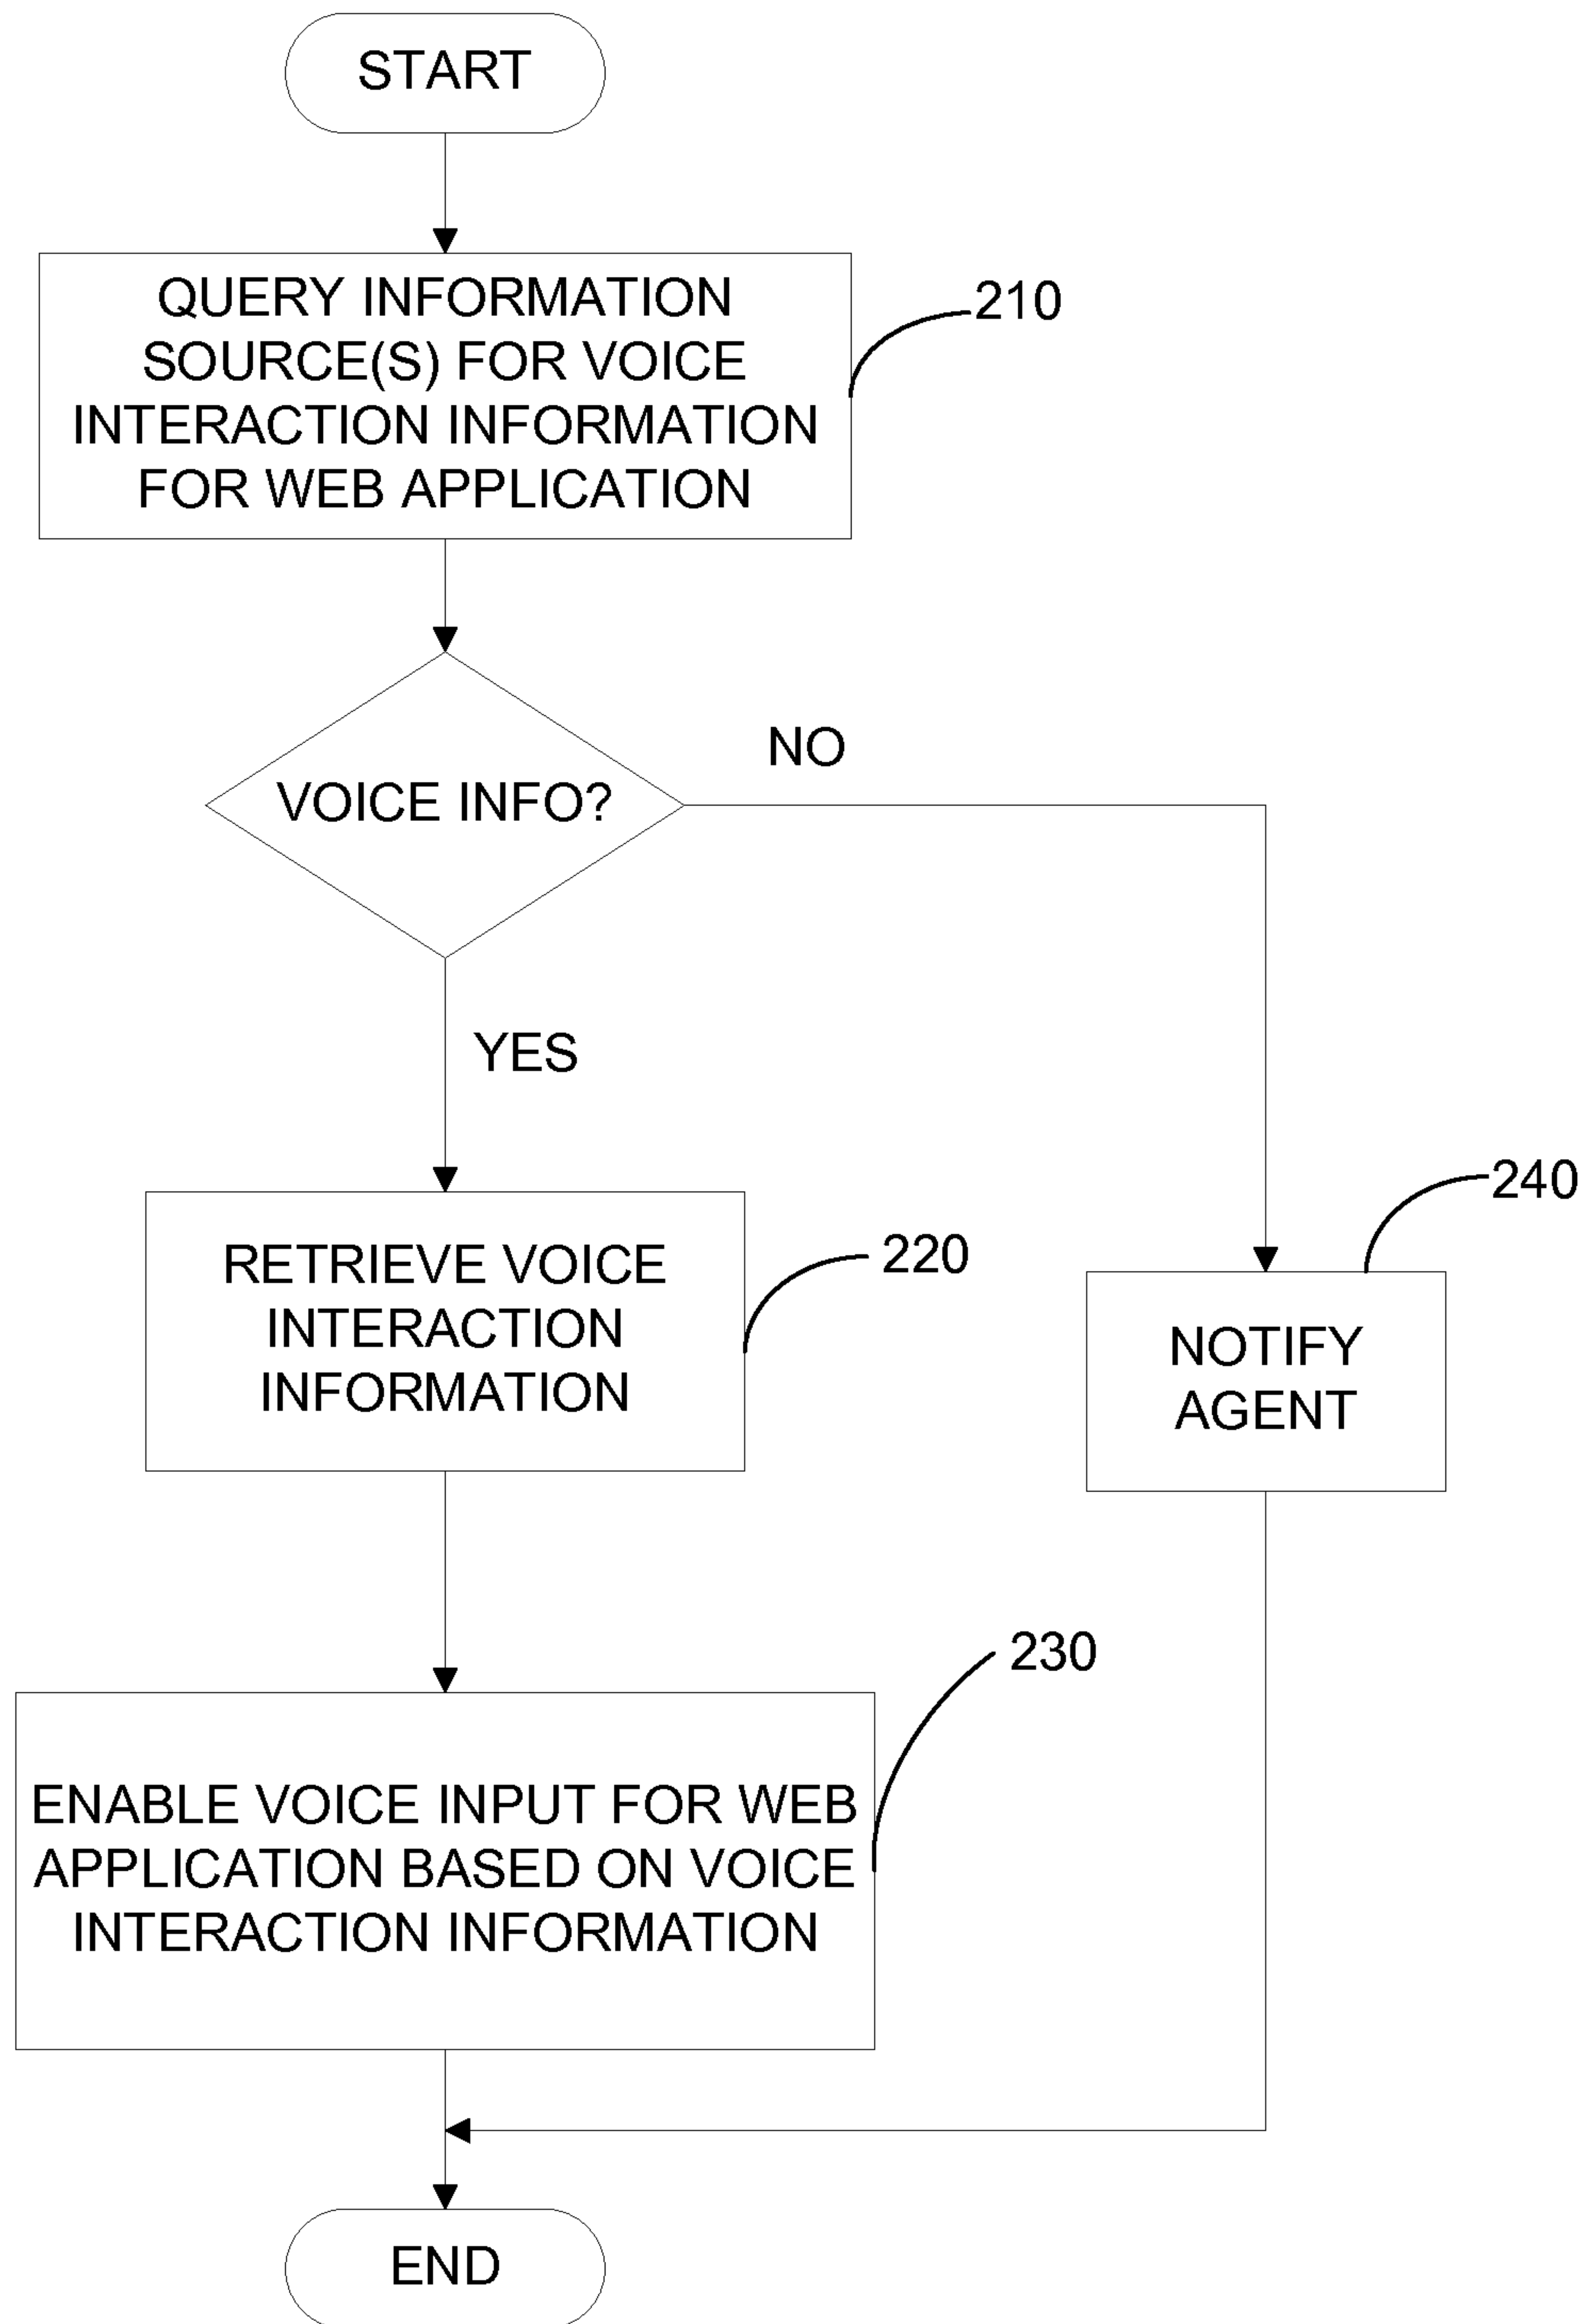 START
QUERY INFORMATION
SOURCE(S) FOR VOICE
INTERACTION INFORMATION
FOR WEB APPLICATION
210
VOICE INFO?
NO
YES
RETRIEVE VOICE
INTERACTION
INFORMATION
220
240
NOTIFY
AGENT
230
ENABLE VOICE INPUT FOR WEB
APPLICATION BASED ON VOICE
INTERACTION INFORMATION
END